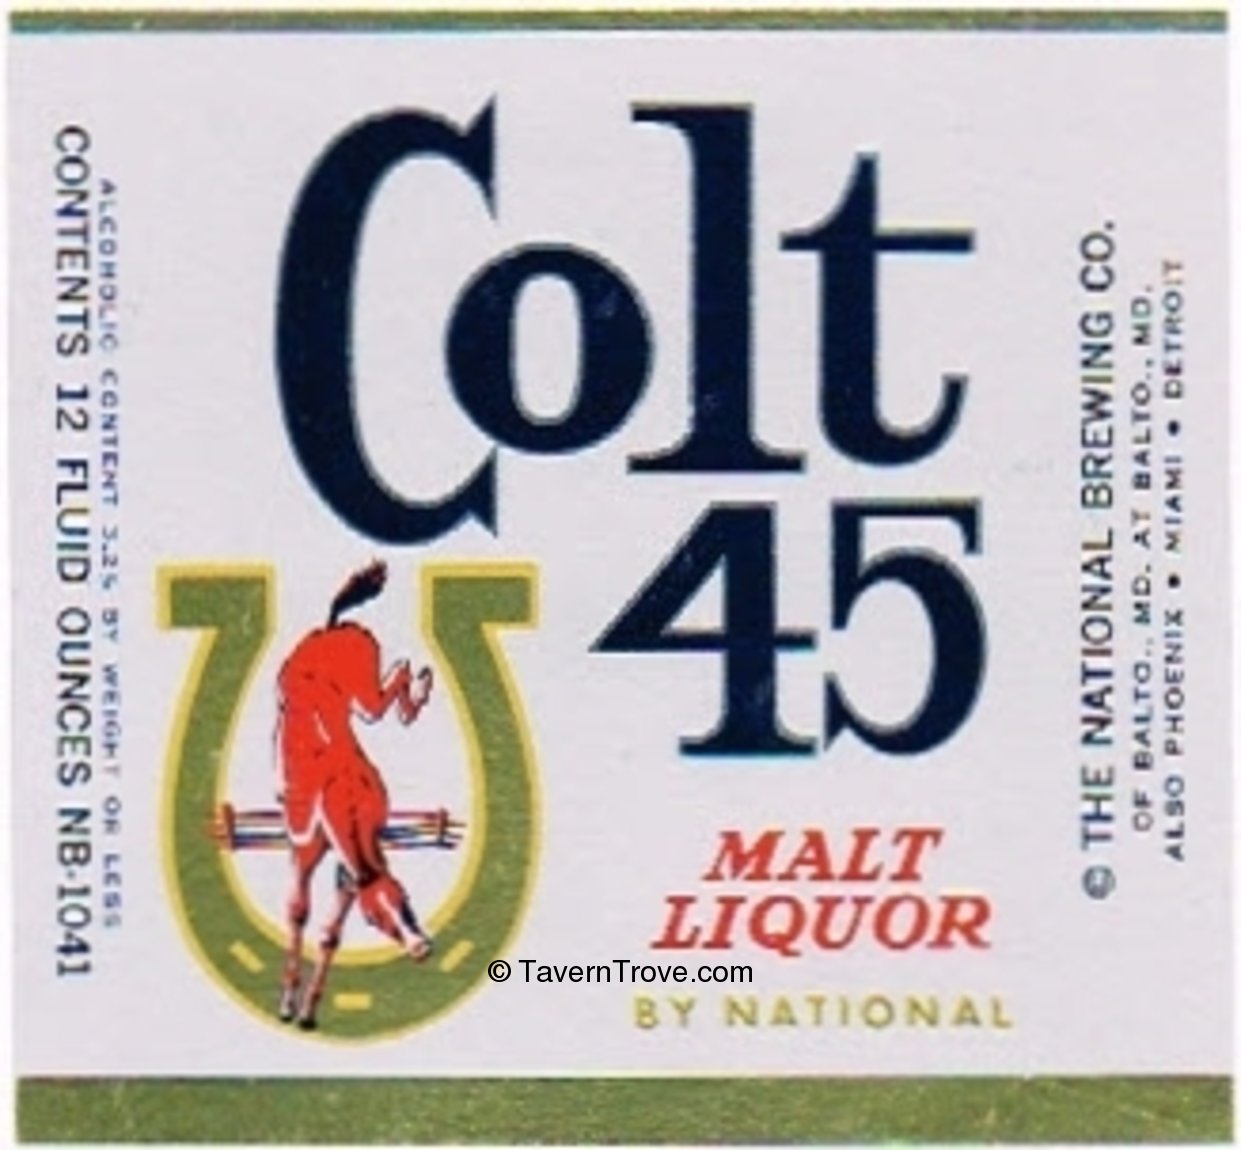 Colt
45
MALT
LIQUOR
BY NATIONAL
CONTENTS 12 FLUID OUNCES NB-1041
ALCOHOLIC CONTENT 3.2% BY WEIGHT OR LESS
© THE NATIONAL BREWING CO.
OF BALTO., MD. AT BALTO., MD.
ALSO PHOENIX • MIAMI • DETROIT
© TavernTrove.com